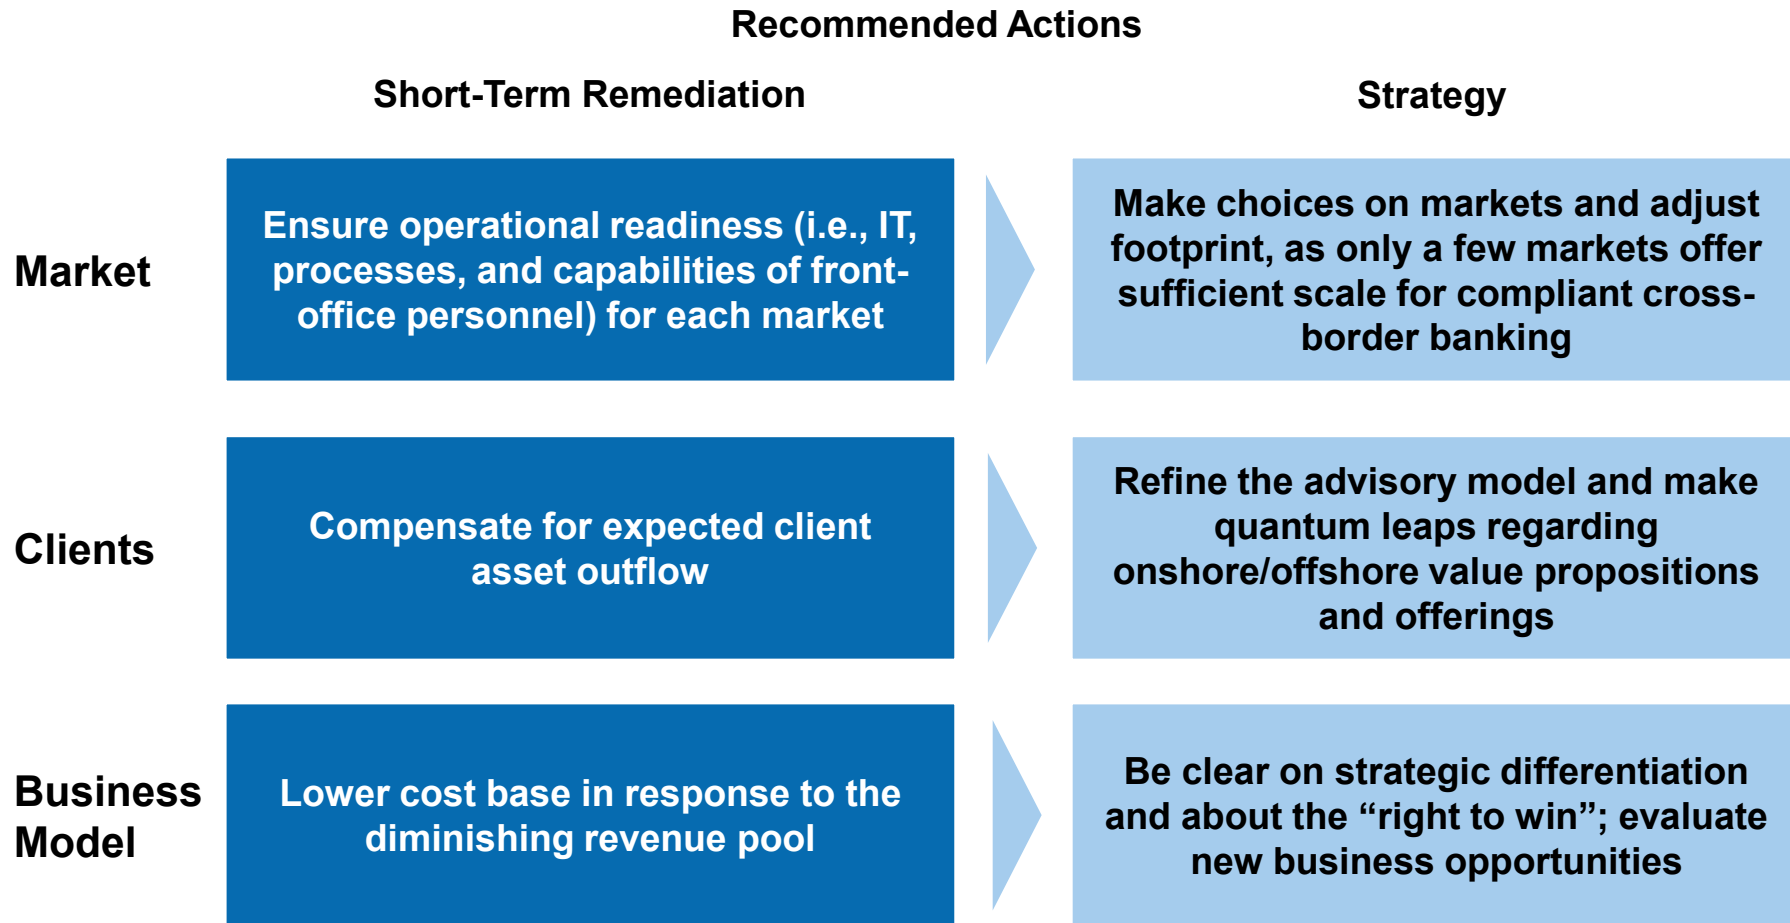 Recommended Actions
Short-Term Remediation
Strategy
Market
Ensure operational readiness (i.e., IT,
processes, and capabilities of front-
office personnel) for each market
Make choices on markets and adjust
footprint, as only a few markets offer
sufficient scale for compliant cross-
border banking
Clients
Compensate for expected client
asset outflow
Refine the advisory model and make
quantum leaps regarding
onshore/offshore value propositions
and offerings
Business
Model
Lower cost base in response to the
diminishing revenue pool
Be clear on strategic differentiation
and about the “right to win”; evaluate
new business opportunities